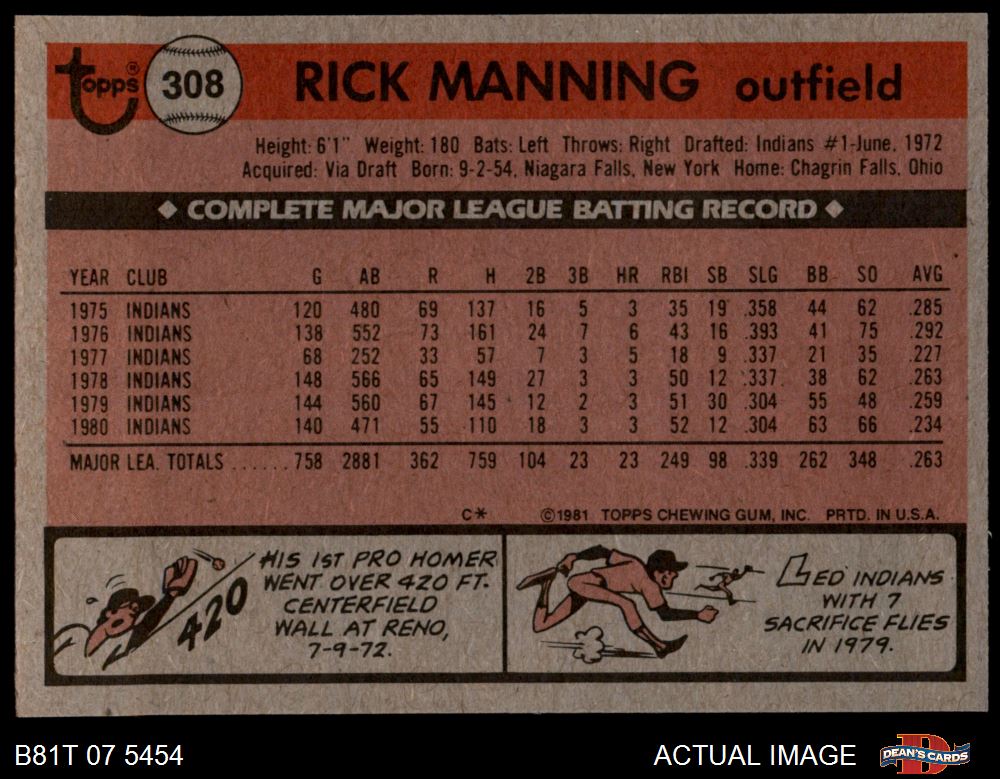 Topps® 308 RICK MANNING outfield
Height: 6'1" Weight: 180 Bats: Left Throws: Right Drafted: Indians #1-June, 1972
Acquired: Via Draft Born: 9-2-54, Niagara Falls, New York Home: Chagrin Falls, Ohio
◆ COMPLETE MAJOR LEAGUE BATTING RECORD ◆
YEAR CLUB G AB R H 2B 3B HR RBI SB SLG BB SO AVG
1975 INDIANS 120 480 69 137 16 5 3 35 19 .358 44 62 .285
1976 INDIANS 138 552 73 161 24 7 6 43 16 .393 41 75 .292
1977 INDIANS 68 252 33 57 7 3 5 18 9 .337 21 35 .227
1978 INDIANS 148 566 65 149 27 3 3 50 12 .337 38 62 .263
1979 INDIANS 144 560 67 145 12 2 3 51 30 .304 55 48 .259
1980 INDIANS 140 471 55 110 18 3 3 52 12 .304 63 66 .234
MAJOR LEA. TOTALS ...... 758 2881 362 759 104 23 23 249 98 .339 262 348 .263
C* ©1981 TOPPS CHEWING GUM, INC. PRTD. IN U.S.A.
420
HIS 1ST PRO HOMER
WENT OVER 420 FT.
CENTERFIELD
WALL AT RENO,
7-9-72.
LED INDIANS
WITH 7
SACRIFICE FLIES
IN 1979.
B81T 07 5454 ACTUAL IMAGE DEAN'S CARDS